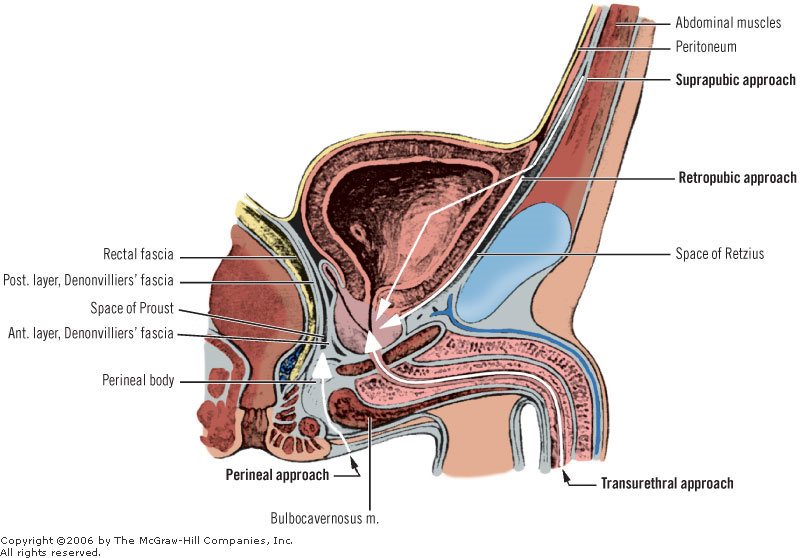 Abdominal muscles
Peritoneum
Suprapubic approach
Retropubic approach
Rectal fascia
Space of Retzius
Post. layer, Denonvilliers' fascia
Space of Proust
Ant. layer, Denonvilliers' fascia
Perineal body
Perineal approach
Transurethral approach
Bulbocavernosus m.
Copyright ©2006 by The McGraw-Hill Companies, Inc.
All rights reserved.